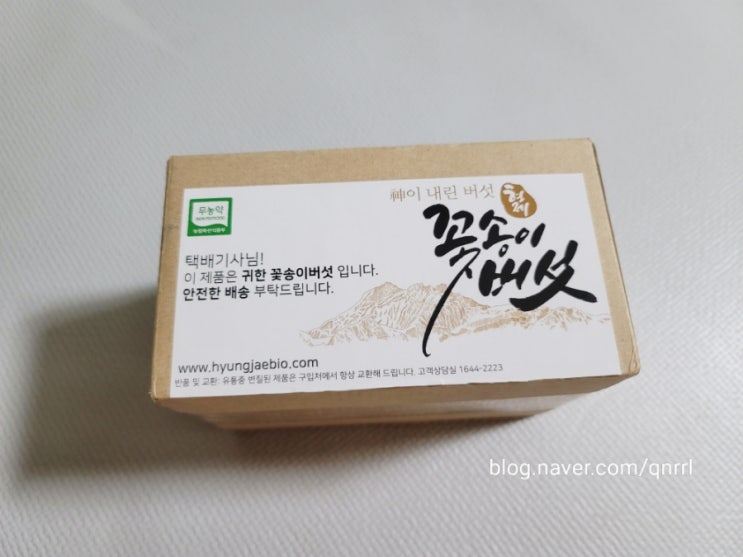 神이 내린 버섯
형제
꽃송이
버섯
무농약
택배기사님!
이 제품은 귀한 꽃송이버섯 입니다.
안전한 배송 부탁드립니다.
www.hyungjaebio.com
반품 및 교환: 유통중 변질된 제품은 구입처에서 항상 교환해 드립니다. 고객상담실 1644-2223
blog.naver.com/qnrrl